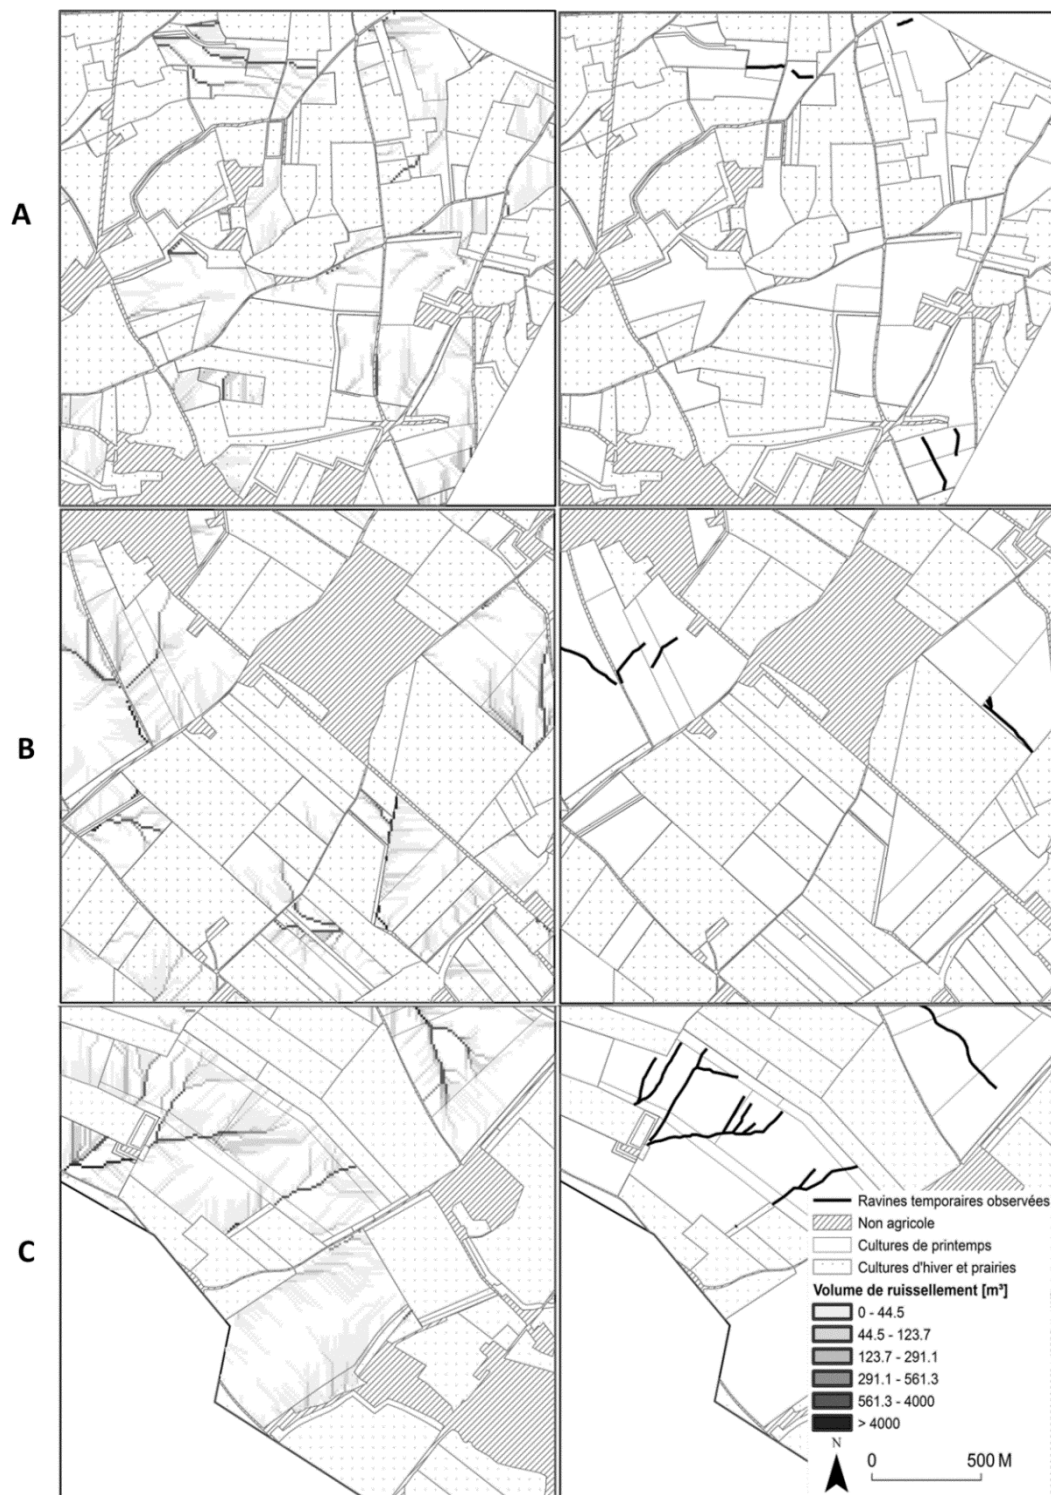 A
B
C
Ravines temporaires observées
Non agricole
Cultures de printemps
Cultures d'hiver et prairies
Volume de ruissellement [m³]
0 - 44.5
44.5 - 123.7
123.7 - 291.1
291.1 - 561.3
561.3 - 4000
> 4000
N
0 500 M